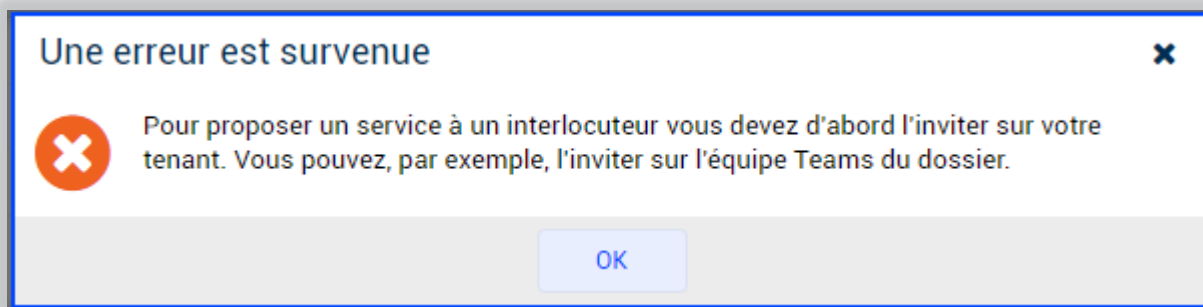 Une erreur est survenue
Pour proposer un service à un interlocuteur vous devez d'abord l'inviter sur votre
tenant. Vous pouvez, par exemple, l'inviter sur l'équipe Teams du dossier.
OK